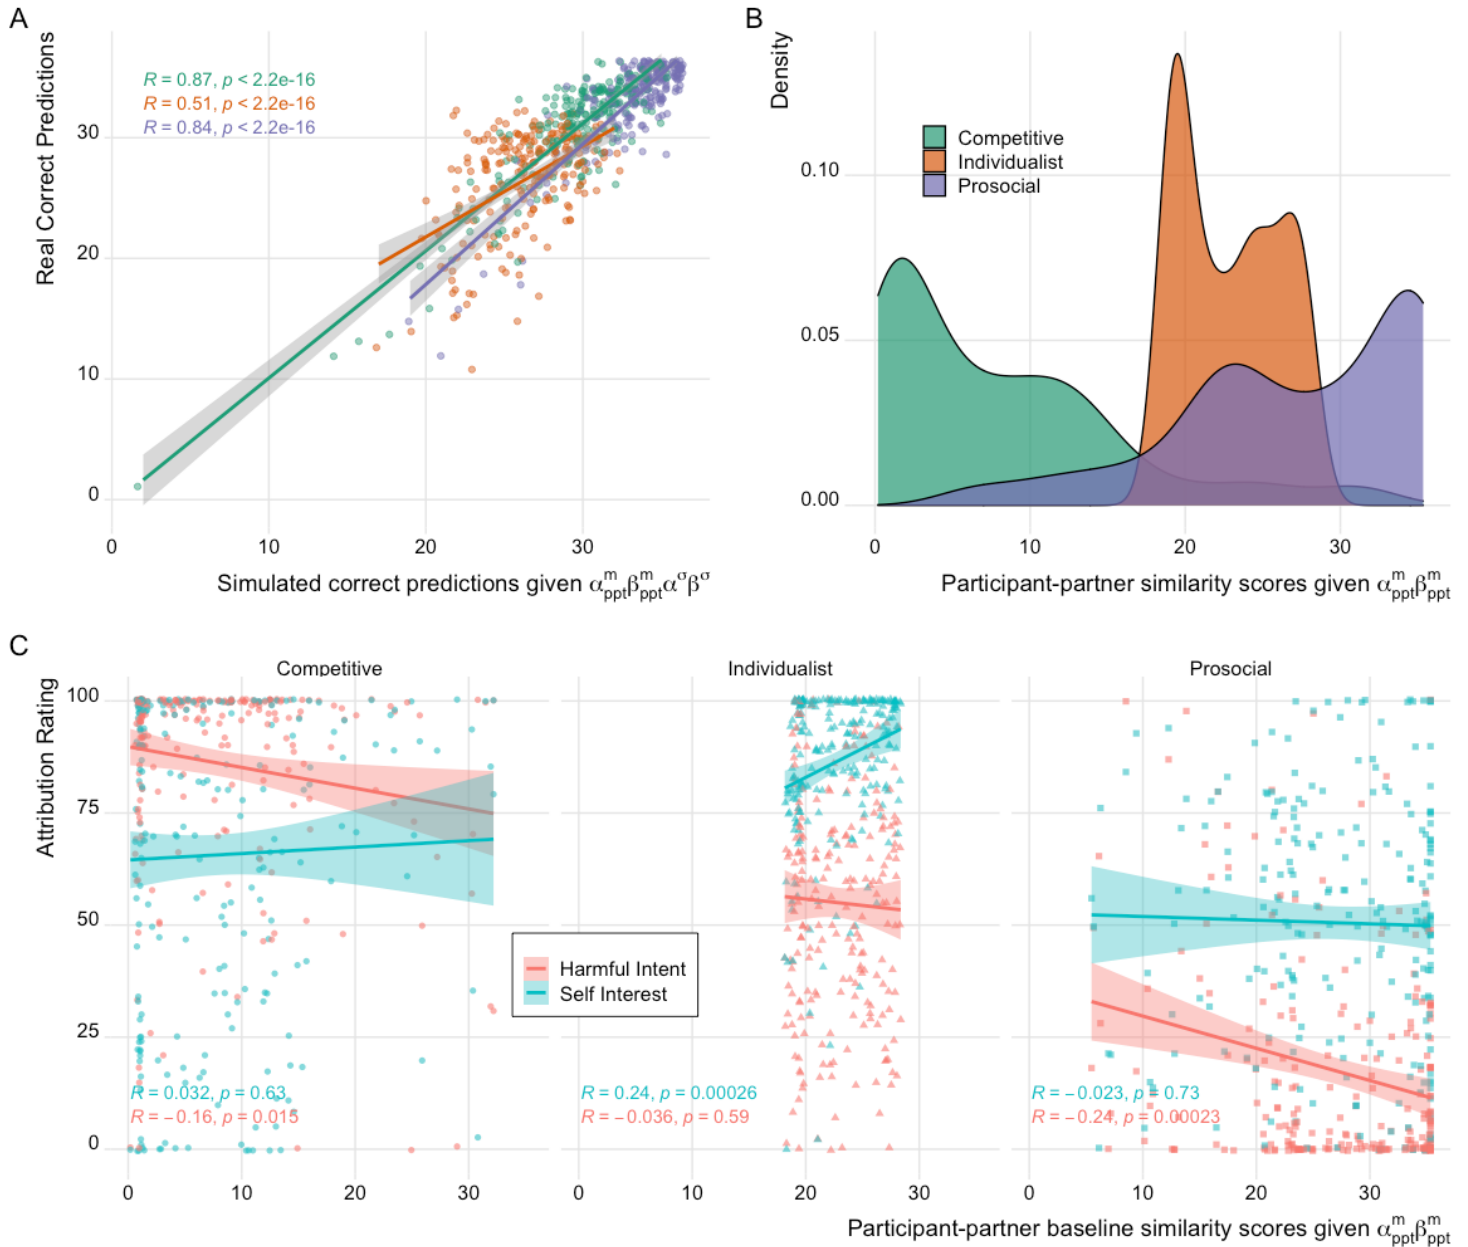 A
Real Correct Predictions
R = 0.87, p < 2.2e-16
R = 0.51, p < 2.2e-16
R = 0.84, p < 2.2e-16
30
20
10
0
0 10 20 30
Simulated correct predictions given α^m_ppt β^m_ppt α^σ β^σ
B
Density
Competitive
Individualist
Prosocial
0.10
0.05
0.00
0 10 20 30
Participant-partner similarity scores given α^m_ppt β^m_ppt
C
Attribution Rating
Competitive Individualist Prosocial
100
75
50
25
0
Harmful Intent
Self Interest
R = 0.032, p = 0.63
R = −0.16, p = 0.015
R = 0.24, p = 0.00026
R = −0.036, p = 0.59
R = −0.023, p = 0.73
R = −0.24, p = 0.00023
0 10 20 30 0 10 20 30 0 10 20 30
Participant-partner baseline similarity scores given α^m_ppt β^m_ppt